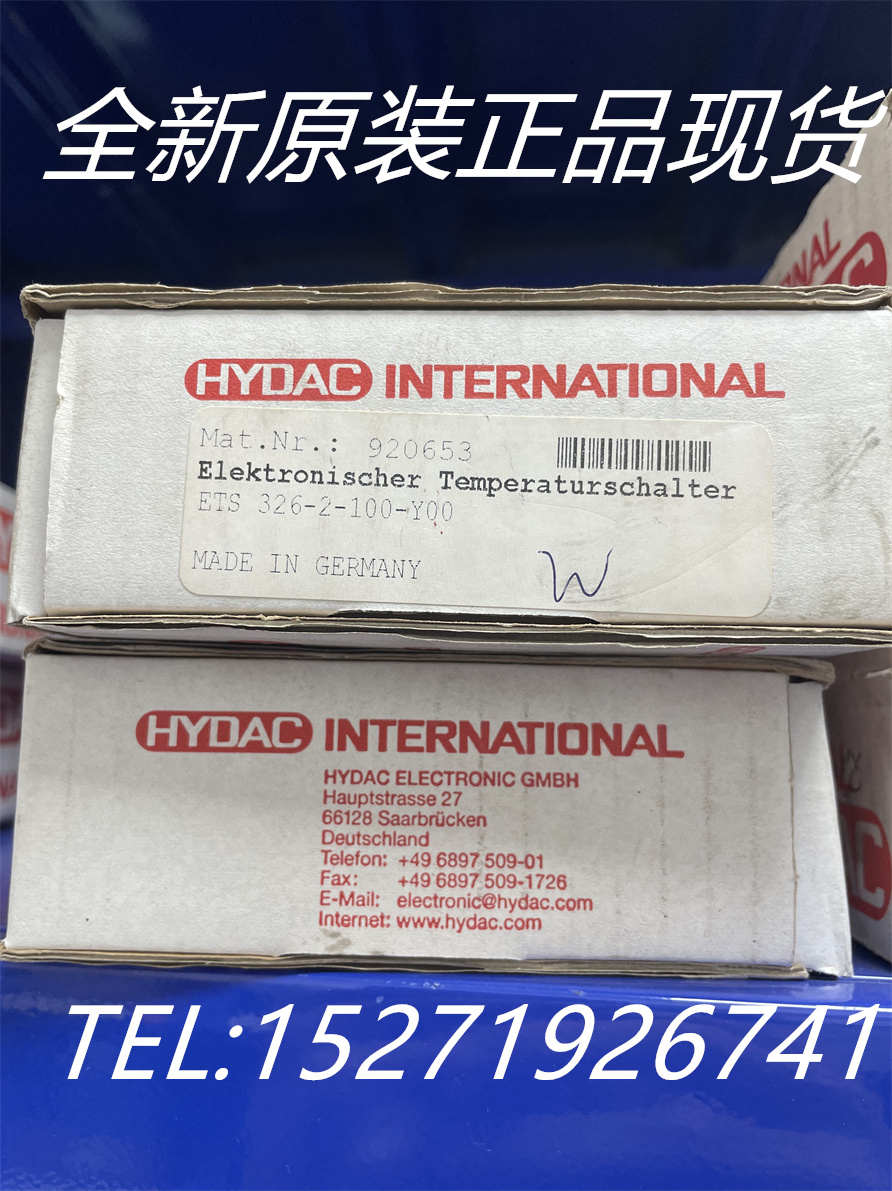 全新原装正品现货
HYDAC INTERNATIONAL
Mat.Nr.: 920653
Elektronischer Temperaturschalter
ETS 326-2-100-Y00
MADE IN GERMANY
W
HYDAC INTERNATIONAL
HYDAC ELECTRONIC GMBH
Hauptstrasse 27
66128 Saarbrücken
Deutschland
Telefon: +49 6897 509-01
Fax: +49 6897 509-1726
E-Mail: electronic@hydac.com
Internet: www.hydac.com
TEL:15271926741